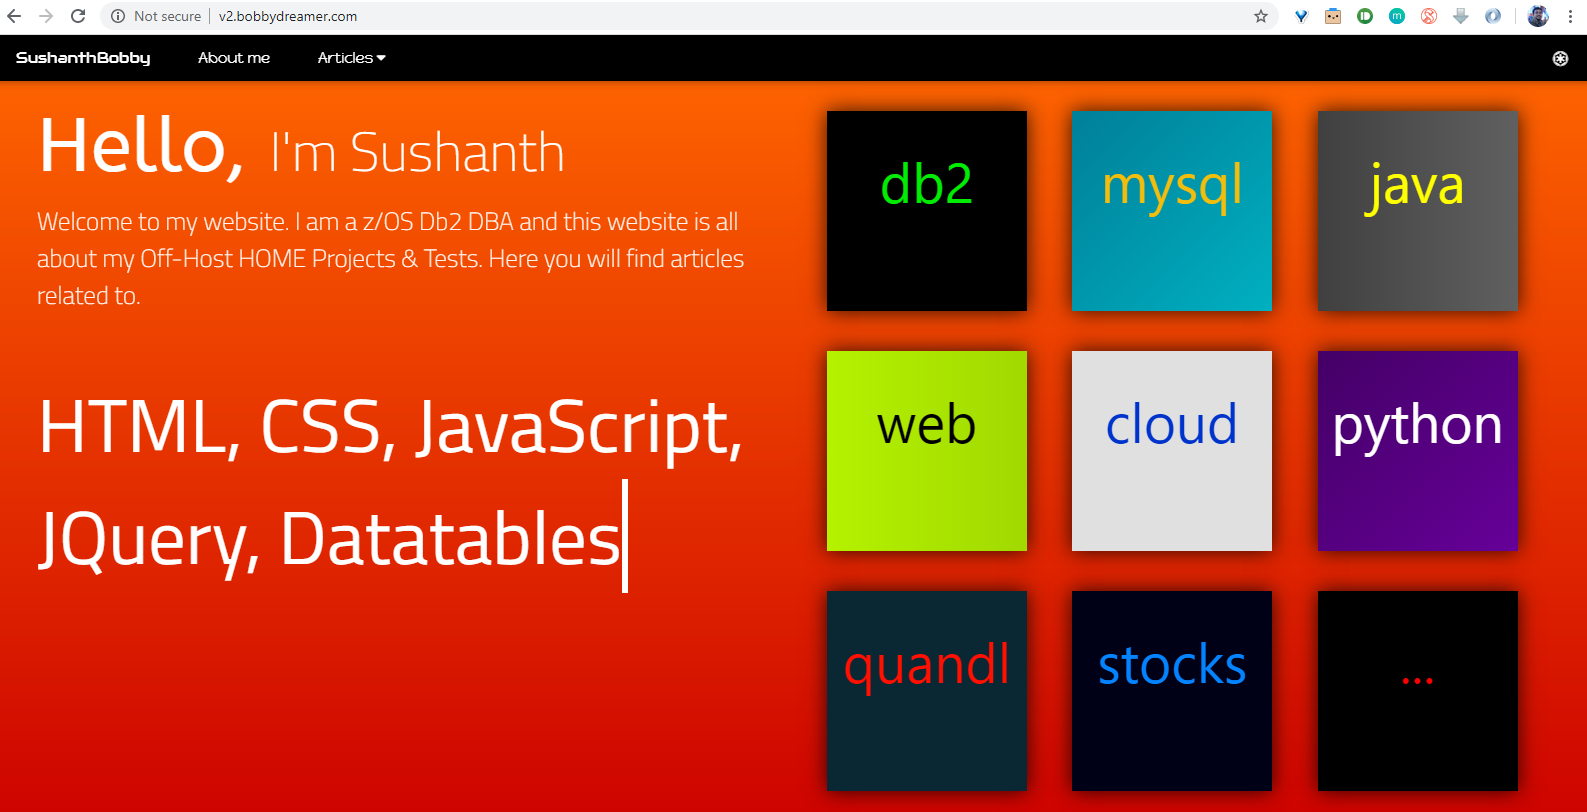 Not secure | v2.bobbydreamer.com
SushanthBobby About me Articles
Hello, I'm Sushanth
Welcome to my website. I am a z/OS Db2 DBA and this website is all
about my Off-Host HOME Projects & Tests. Here you will find articles
related to.
HTML, CSS, JavaScript,
JQuery, Datatables
db2
mysql
java
web
cloud
python
quandl
stocks
...